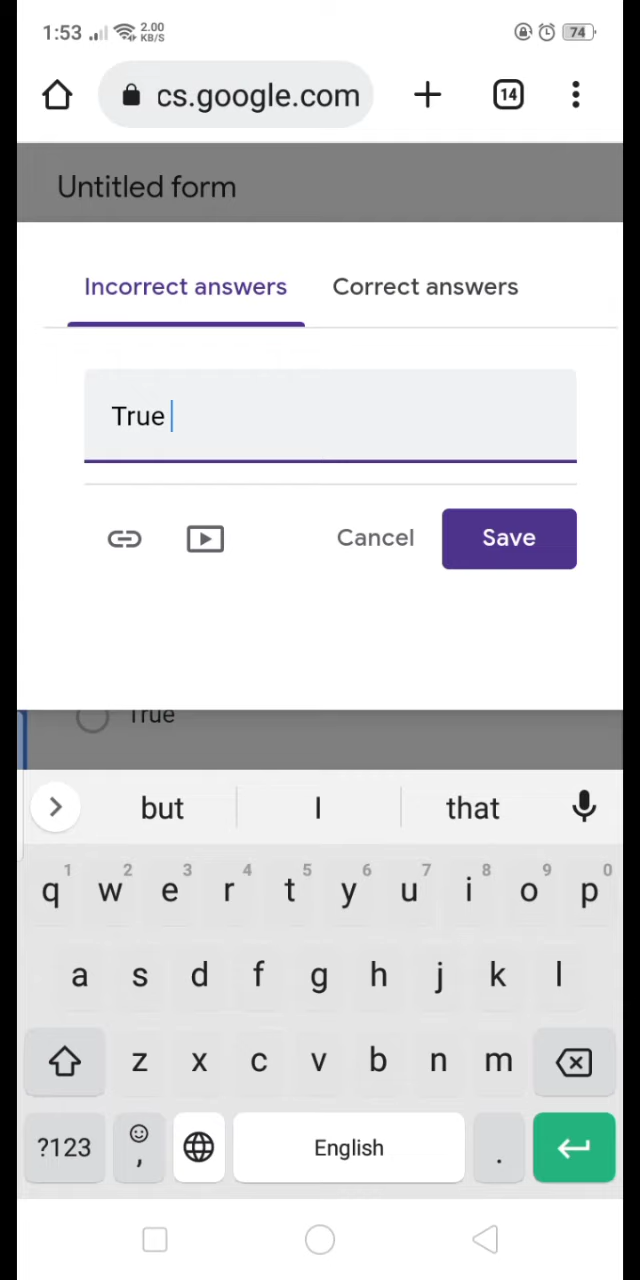 1:53 2.00 KB/S 74
cs.google.com 14
Untitled form
Incorrect answers Correct answers
True
Cancel Save
True
but I that
1 2 3 4 5 6 7 8 9 0
q w e r t y u i o p
a s d f g h j k l
z x c v b n m
?123 , English .